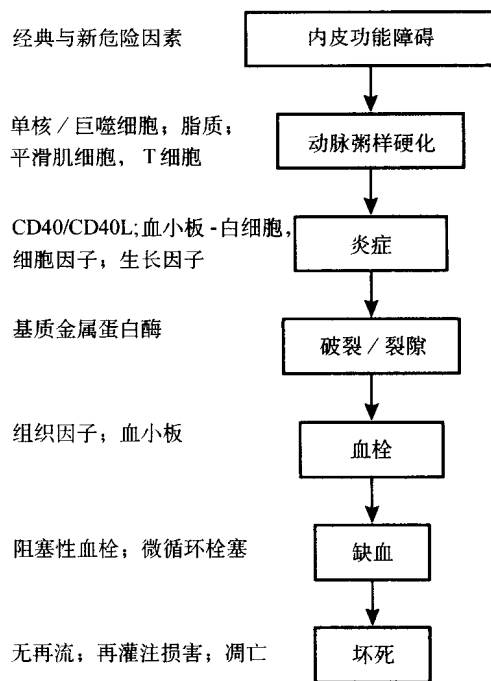 经典与新危险因素
内皮功能障碍
单核/巨噬细胞；脂质；
平滑肌细胞，T细胞
动脉粥样硬化
CD40/CD40L;血小板-白细胞，
细胞因子；生长因子
炎症
基质金属蛋白酶
破裂/裂隙
组织因子；血小板
血栓
阻塞性血栓；微循环栓塞
缺血
无再流；再灌注损害；凋亡
坏死